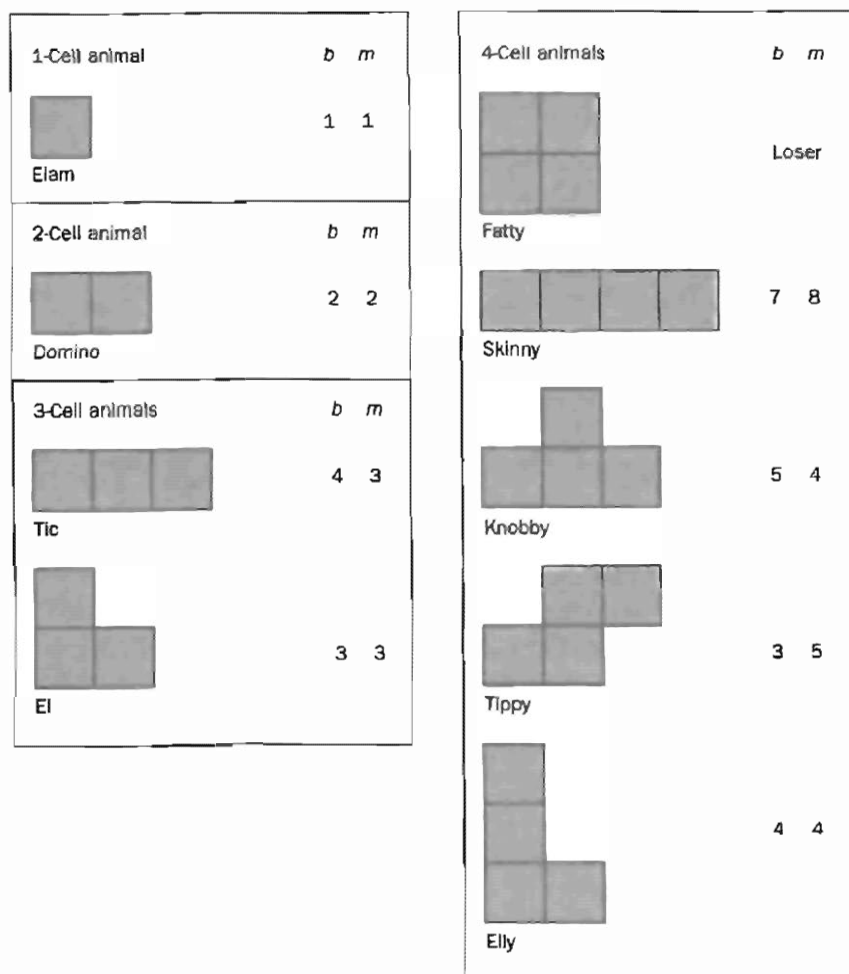 1-Cell animal b m
1 1
Elam
2-Cell animal b m
2 2
Domino
3-Cell animals b m
4 3
Tic
3 3
El
4-Cell animals b m
Loser
Fatty
7 8
Skinny
5 4
Knobby
3 5
Tippy
4 4
Elly